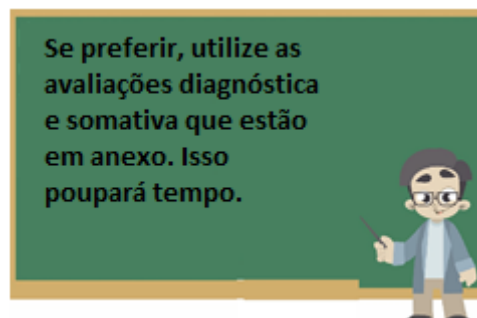 Se preferir, utilize as
avaliações diagnóstica
e somativa que estão
em anexo. Isso
poupará tempo.